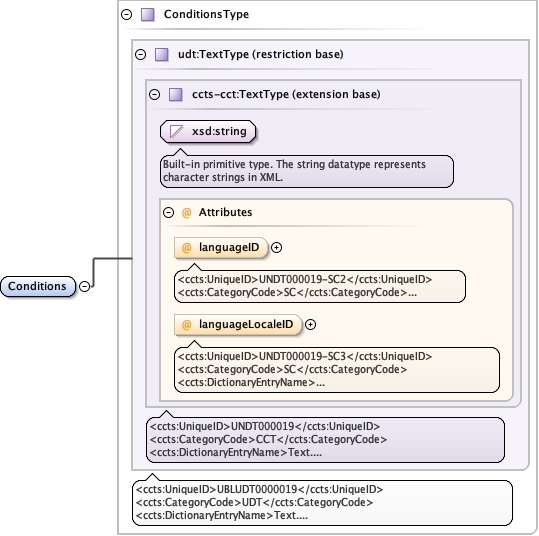 ConditionsType
udt:TextType (restriction base)
ccts-cct:TextType (extension base)
xsd:string
Built-in primitive type. The string datatype represents
character strings in XML.
@ Attributes
@ languageID
<ccts:UniqueID>UNDT000019-SC2</ccts:UniqueID>
<ccts:CategoryCode>SC</ccts:CategoryCode>...
Conditions
@ languageLocaleID
<ccts:UniqueID>UNDT000019-SC3</ccts:UniqueID>
<ccts:CategoryCode>SC</ccts:CategoryCode>
<ccts:DictionaryEntryName>...
<ccts:UniqueID>UNDT000019</ccts:UniqueID>
<ccts:CategoryCode>CCT</ccts:CategoryCode>
<ccts:DictionaryEntryName>Text....
<ccts:UniqueID>UBLUDT0000019</ccts:UniqueID>
<ccts:CategoryCode>UDT</ccts:CategoryCode>
<ccts:DictionaryEntryName>Text....